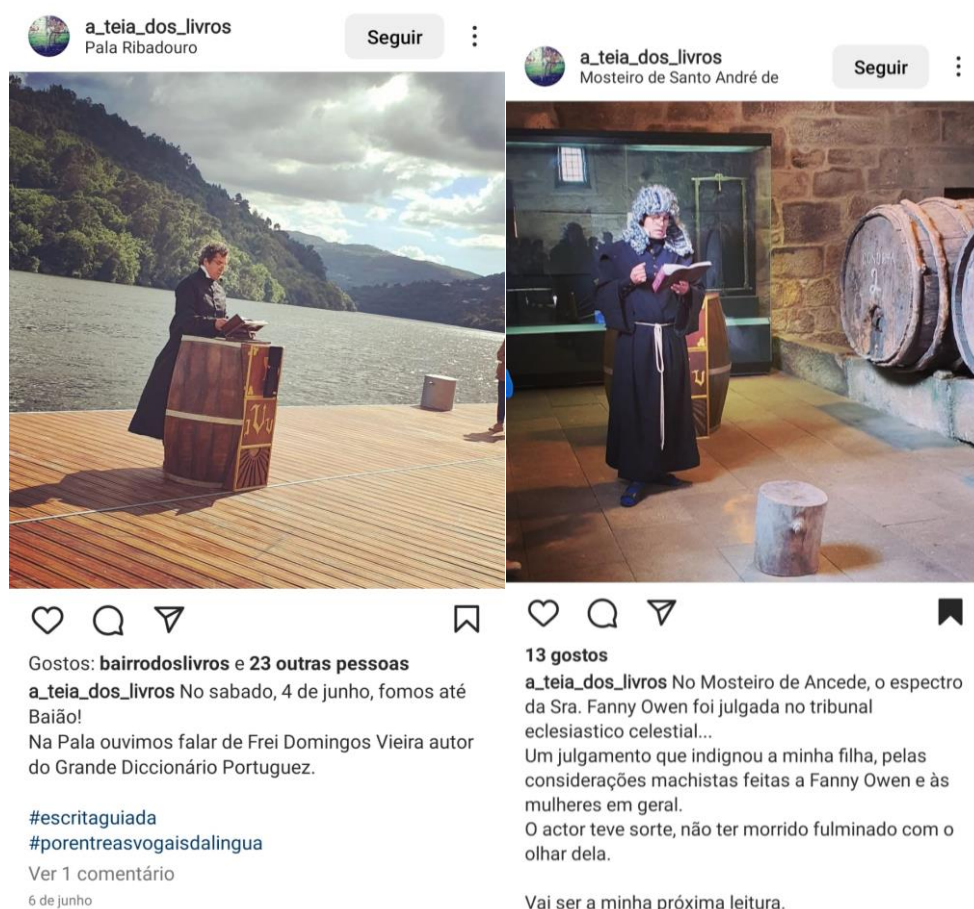 a_teia_dos_livros
Pala Ribadouro
Seguir
Gostos: bairrodoslivros e 23 outras pessoas
a_teia_dos_livros No sabado, 4 de junho, fomos até
Baião!
Na Pala ouvimos falar de Frei Domingos Vieira autor
do Grande Diccionário Portuguez.
#escritaguiada
#porentreasvogaisdalingua
Ver 1 comentário
6 de junho
a_teia_dos_livros
Mosteiro de Santo André de
Seguir
13 gostos
a_teia_dos_livros No Mosteiro de Ancede, o espectro
da Sra. Fanny Owen foi julgada no tribunal
eclesiastico celestial...
Um julgamento que indignou a minha filha, pelas
considerações machistas feitas a Fanny Owen e às
mulheres em geral.
O actor teve sorte, não ter morrido fulminado com o
olhar dela.
Vai ser a minha próxima leitura.